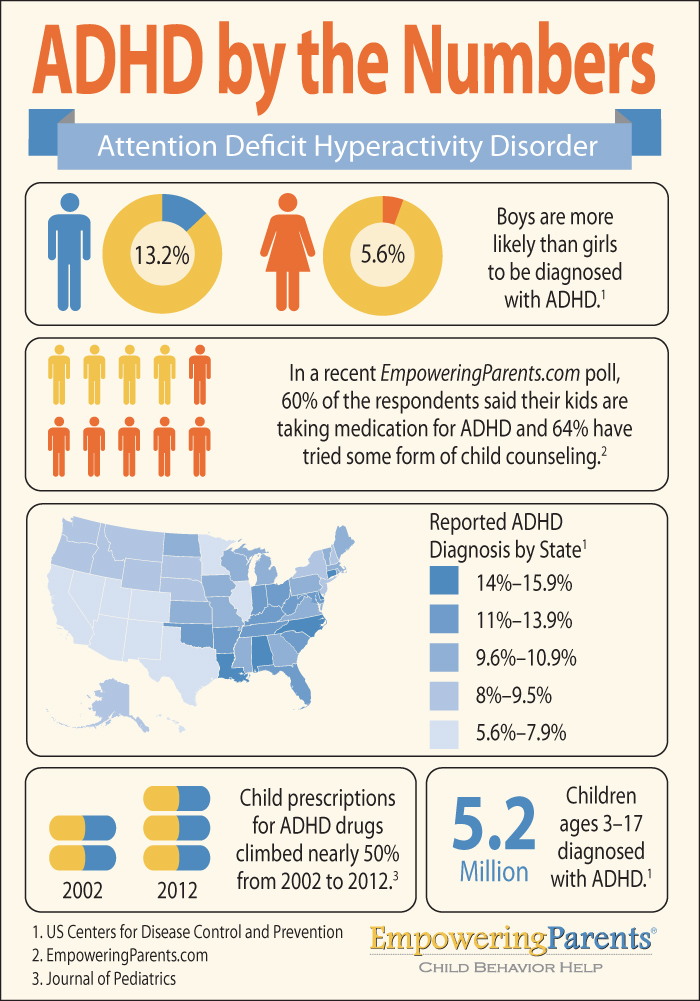 ADHD by the Numbers
Attention Deficit Hyperactivity Disorder
13.2%
5.6%
Boys are more
likely than girls
to be diagnosed
with ADHD.1
In a recent EmpoweringParents.com poll,
60% of the respondents said their kids are
taking medication for ADHD and 64% have
tried some form of child counseling.2
Reported ADHD
Diagnosis by State1
14%–15.9%
11%–13.9%
9.6%–10.9%
8%–9.5%
5.6%–7.9%
2002
2012
Child prescriptions
for ADHD drugs
climbed nearly 50%
from 2002 to 2012.3
5.2
Million
Children
ages 3–17
diagnosed
with ADHD.1
1. US Centers for Disease Control and Prevention
2. EmpoweringParents.com
3. Journal of Pediatrics
EmpoweringParents®
Child Behavior Help